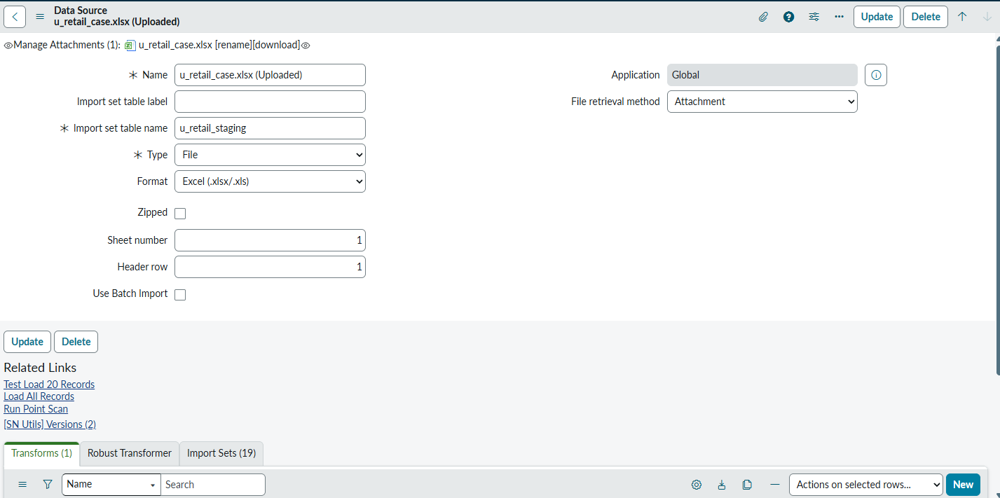 Data Source
u_retail_case.xlsx (Uploaded)
Update
Delete
Manage Attachments (1): u_retail_case.xlsx [rename][download]
Name
u_retail_case.xlsx (Uploaded)
Application
Global
Import set table label
File retrieval method
Attachment
Import set table name
u_retail_staging
Type
File
Format
Excel (.xlsx/.xls)
Zipped
Sheet number
1
Header row
1
Use Batch Import
Update
Delete
Related Links
Test Load 20 Records
Load All Records
Run Point Scan
[SN Utils] Versions (2)
Transforms (1)
Robust Transformer
Import Sets (19)
Name
Search
Actions on selected rows...
New